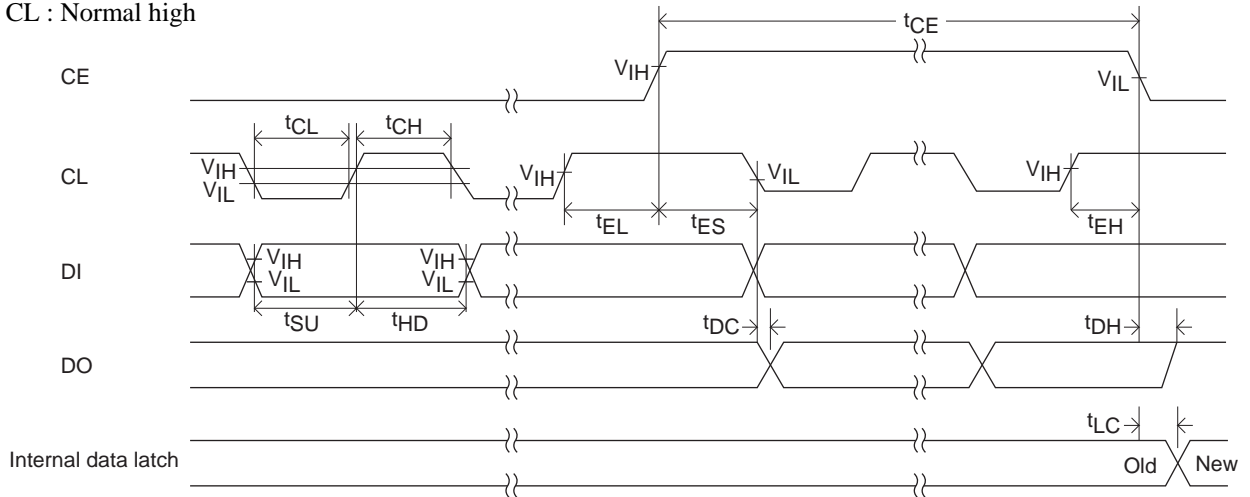 CL : Normal high
tCE
CE
VIH
VIL
tCL
tCH
CL
VIH
VIL
VIH
VIL
VIH
tEL
tES
tEH
DI
VIH
VIL
VIH
VIL
tSU
tHD
tDC
tDH
DO
tLC
Internal data latch
Old
New